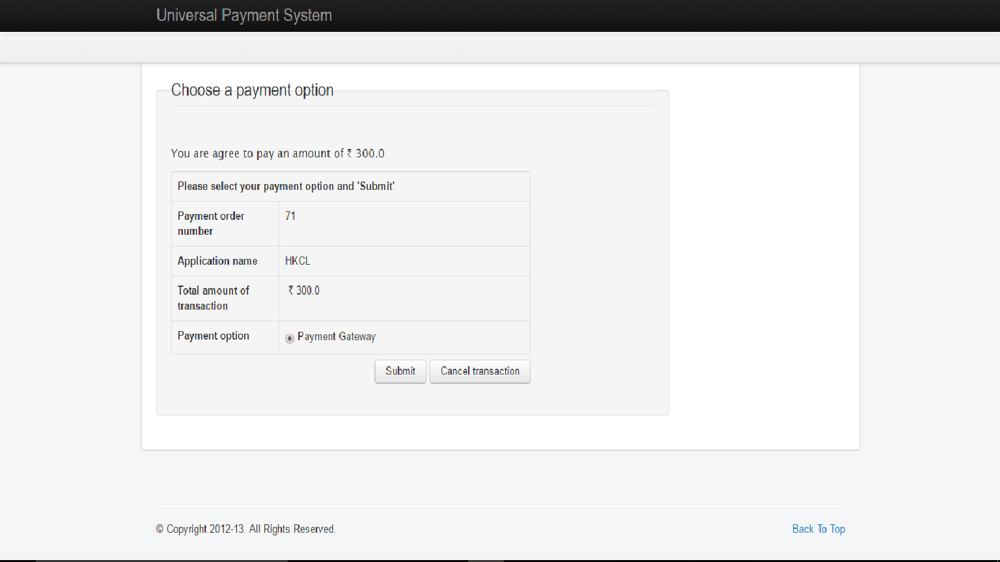 Universal Payment System
Choose a payment option
You are agree to pay an amount of ₹ 300.0
Please select your payment option and 'Submit'
Payment order
number
71
Application name
HKCL
Total amount of
transaction
₹ 300.0
Payment option
Payment Gateway
Submit
Cancel transaction
© Copyright 2012-13. All Rights Reserved.
Back To Top